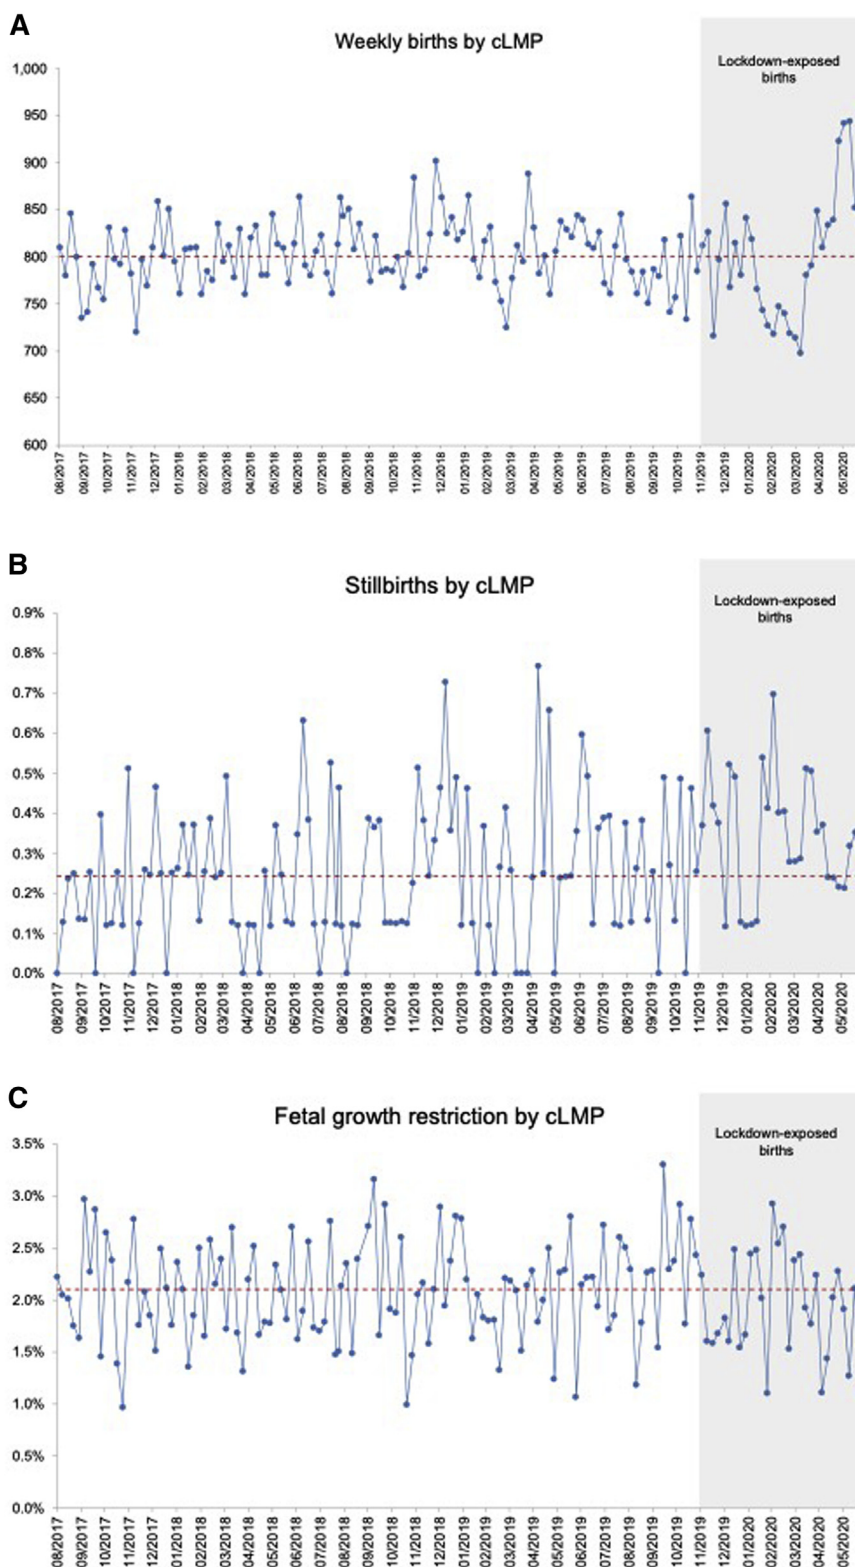 A
Weekly births by cLMP
Lockdown-exposed
births
1,000
950
900
850
800
750
700
650
600
08/2017 09/2017 10/2017 11/2017 12/2017 01/2018 02/2018 03/2018 04/2018 05/2018 06/2018 07/2018 08/2018 09/2018 10/2018 11/2018 12/2018 01/2019 02/2019 03/2019 04/2019 05/2019 06/2019 07/2019 08/2019 09/2019 10/2019 11/2019 12/2019 01/2020 02/2020 03/2020 04/2020 05/2020
B
Stillbirths by cLMP
Lockdown-exposed
births
0.9%
0.8%
0.7%
0.6%
0.5%
0.4%
0.3%
0.2%
0.1%
0.0%
08/2017 09/2017 10/2017 11/2017 12/2017 01/2018 02/2018 03/2018 04/2018 05/2018 06/2018 07/2018 08/2018 09/2018 10/2018 11/2018 12/2018 01/2019 02/2019 03/2019 04/2019 05/2019 06/2019 07/2019 08/2019 09/2019 10/2019 11/2019 12/2019 01/2020 02/2020 03/2020 04/2020 05/2020
C
Fetal growth restriction by cLMP
Lockdown-exposed
births
3.5%
3.0%
2.5%
2.0%
1.5%
1.0%
0.5%
0.0%
08/2017 09/2017 10/2017 11/2017 12/2017 01/2018 02/2018 03/2018 04/2018 05/2018 06/2018 07/2018 08/2018 09/2018 10/2018 11/2018 12/2018 01/2019 02/2019 03/2019 04/2019 05/2019 06/2019 07/2019 08/2019 09/2019 10/2019 11/2019 12/2019 01/2020 02/2020 03/2020 04/2020 05/2020